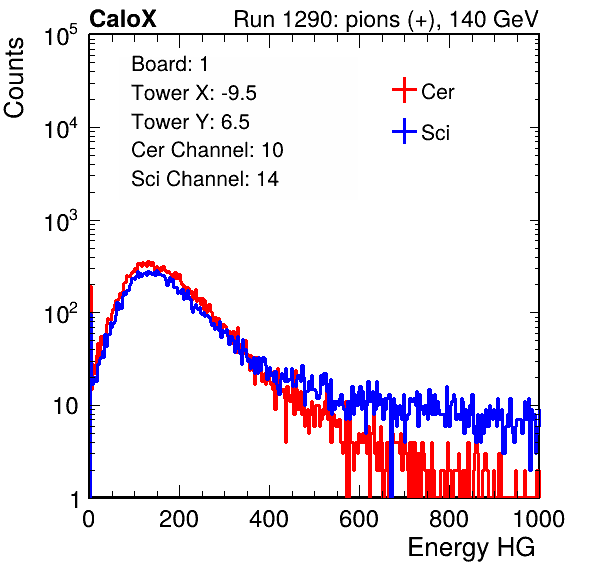 CaloX Run 1290: pions (+), 140 GeV
Counts
10^5
10^4
10^3
10^2
10
1
Board: 1
Tower X: -9.5
Tower Y: 6.5
Cer Channel: 10
Sci Channel: 14
Cer
Sci
0 200 400 600 800 1000
Energy HG